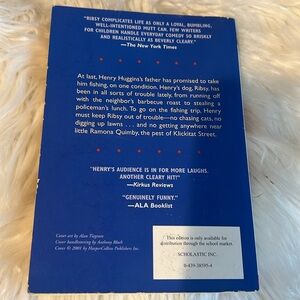 "RIBSY COMPLICATES LIFE AS ONLY A LOYAL, BUMBLING,
WELL-INTENTIONED MUTT CAN. FEW WRITERS
FOR CHILDREN HANDLE EVERYDAY COMEDY SO BRISKLY
AND REALISTICALLY AS BEVERLY CLEARY."
—The New York Times
At last, Henry Huggins's father has promised to take
him fishing, on one condition. Henry's dog, Ribsy, has
been in all sorts of trouble lately, from running off
with the neighbor's barbecue roast to stealing a
policeman's lunch. To go on the fishing trip, Henry
must keep Ribsy out of trouble—no chasing cats, no
digging up lawns . . . and no getting anywhere near
little Ramona Quimby, the pest of Klickitat Street.
"HENRY'S AUDIENCE IS IN FOR MORE LAUGHS.
ANOTHER CLEARY HIT!"
—Kirkus Reviews
"GENUINELY FUNNY."
—ALA Booklist
Cover art by Alan Tiegreen
Cover handlettering by Anthony Bloch
Cover © 2001 by HarperCollins Publishers Inc.
This edition is only available for
distribution through the school market.
SCHOLASTIC INC.
0-439-38595-4